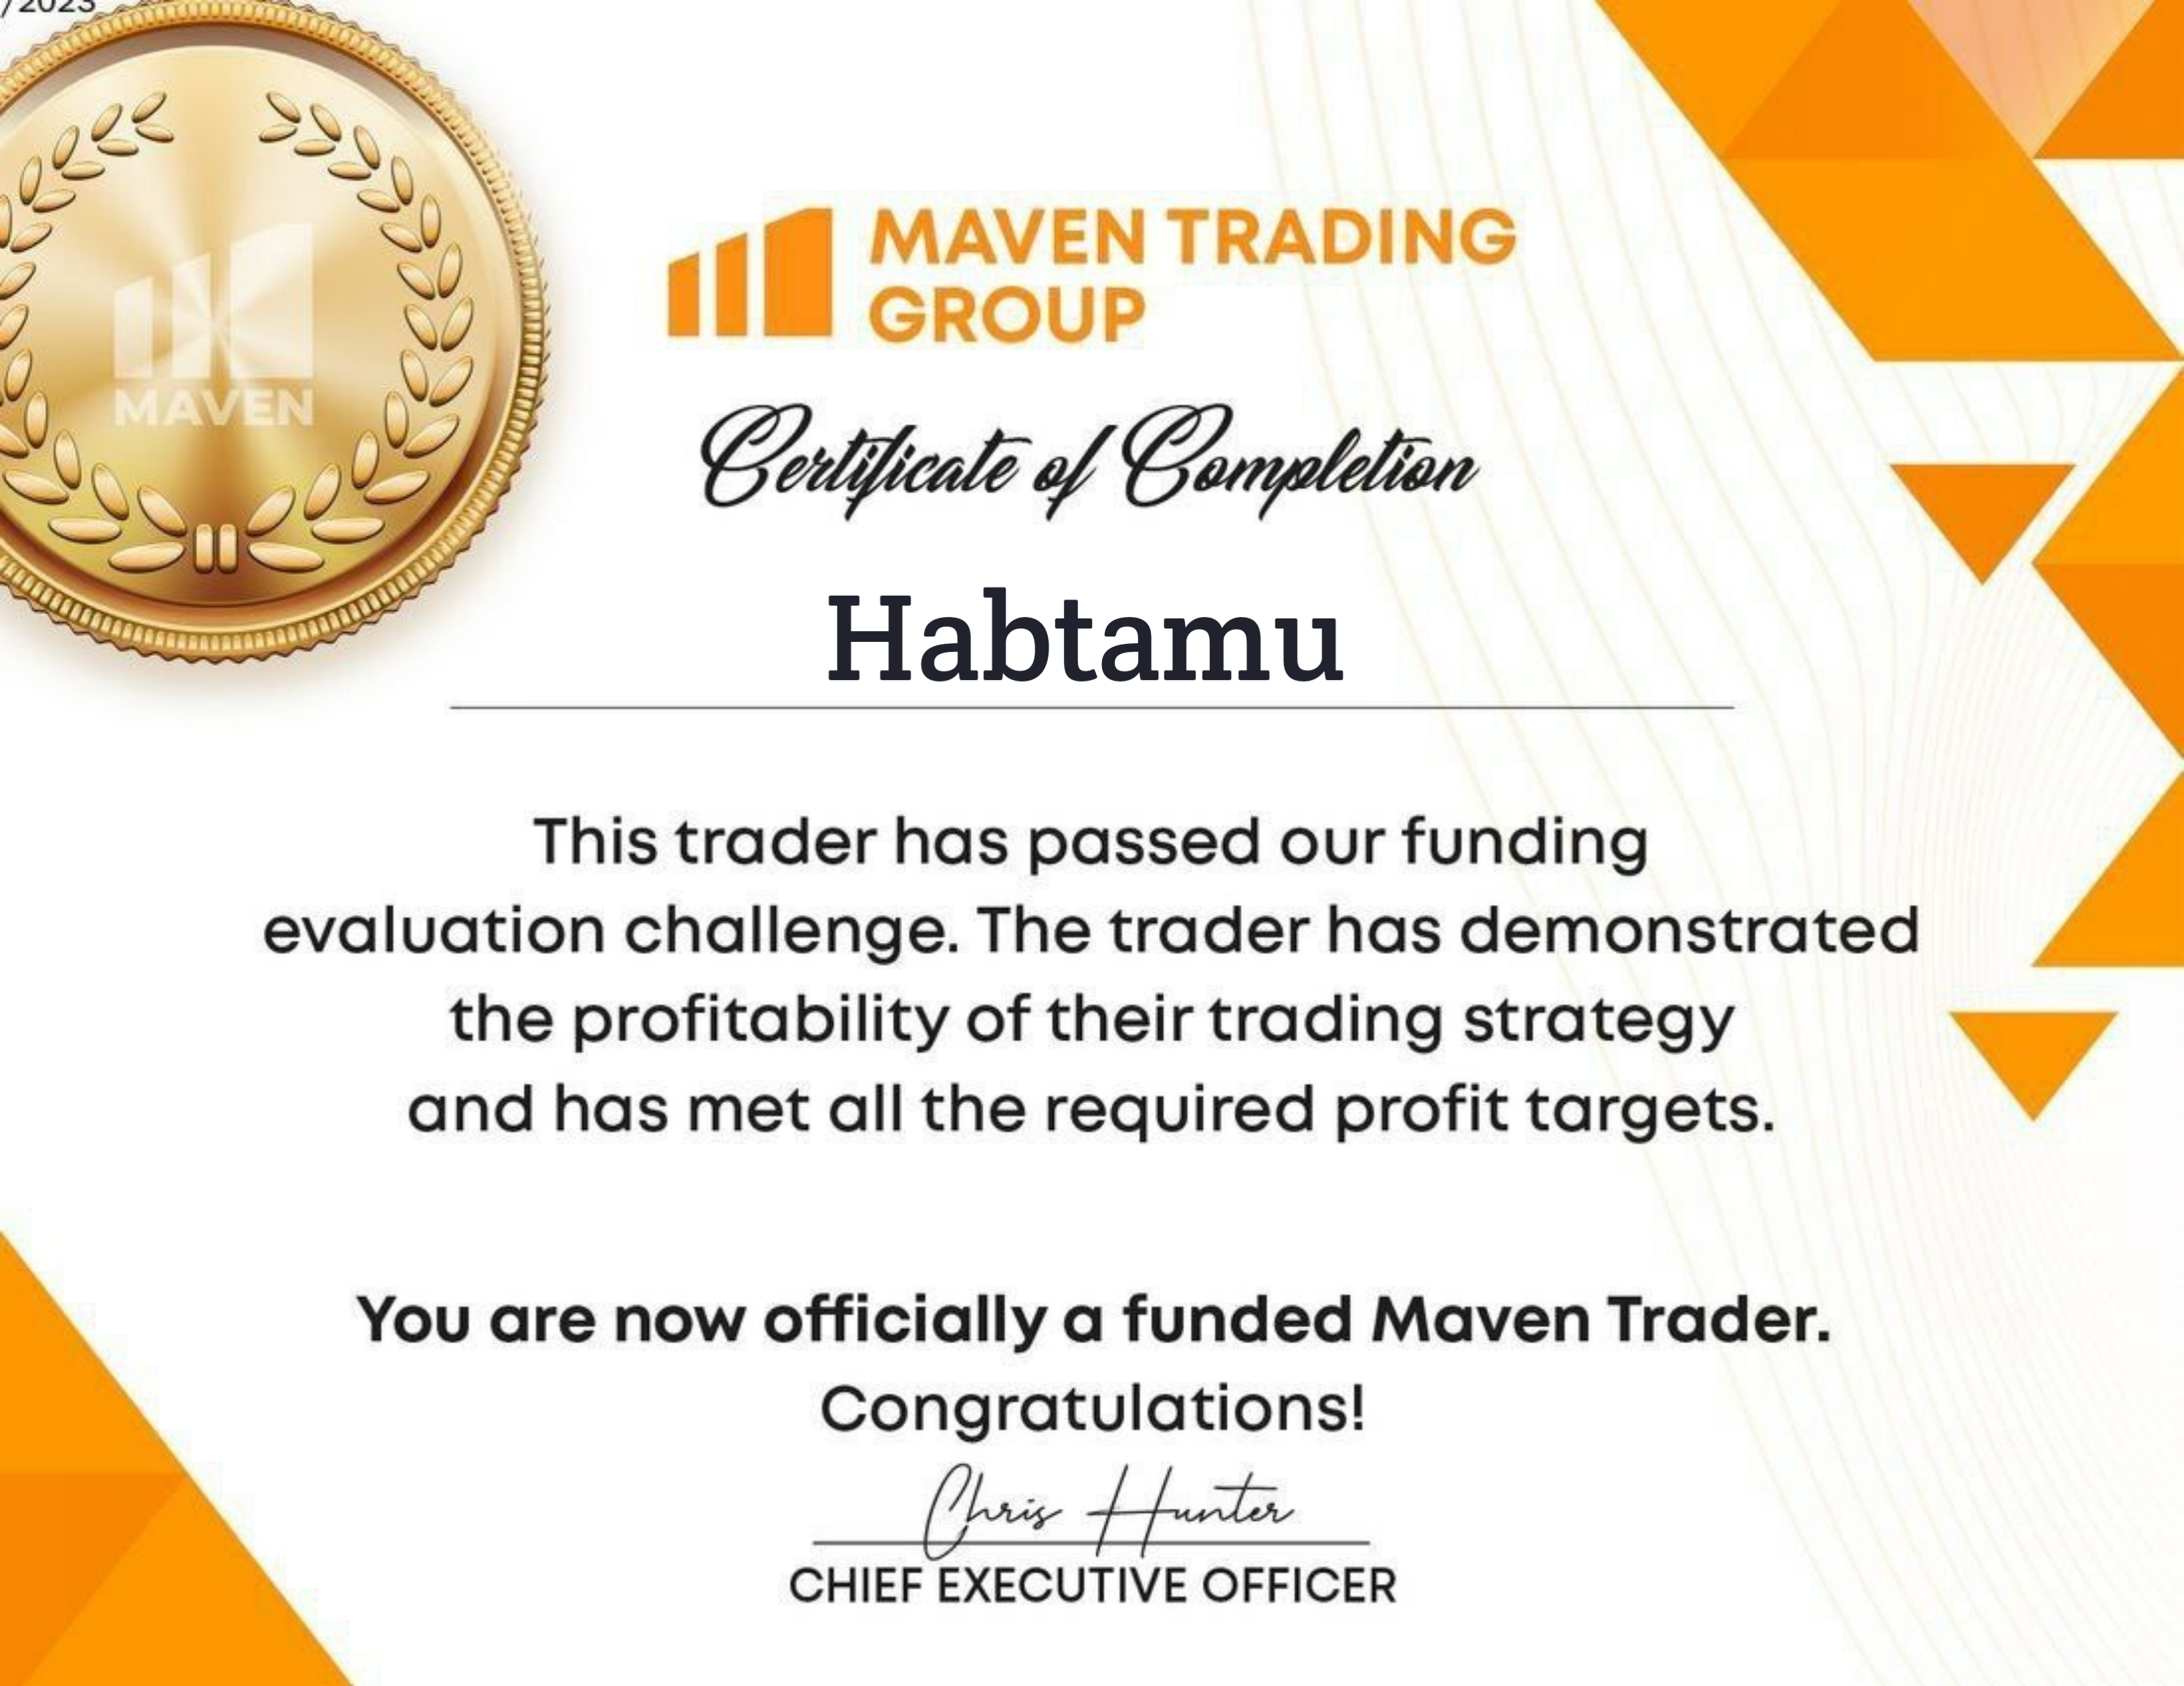 /2023
MAVEN
MAVEN TRADING
GROUP
Certificate of Completion
Habtamu
This trader has passed our funding
evaluation challenge. The trader has demonstrated
the profitability of their trading strategy
and has met all the required profit targets.
You are now officially a funded Maven Trader.
Congratulations!
Chris Hunter
CHIEF EXECUTIVE OFFICER